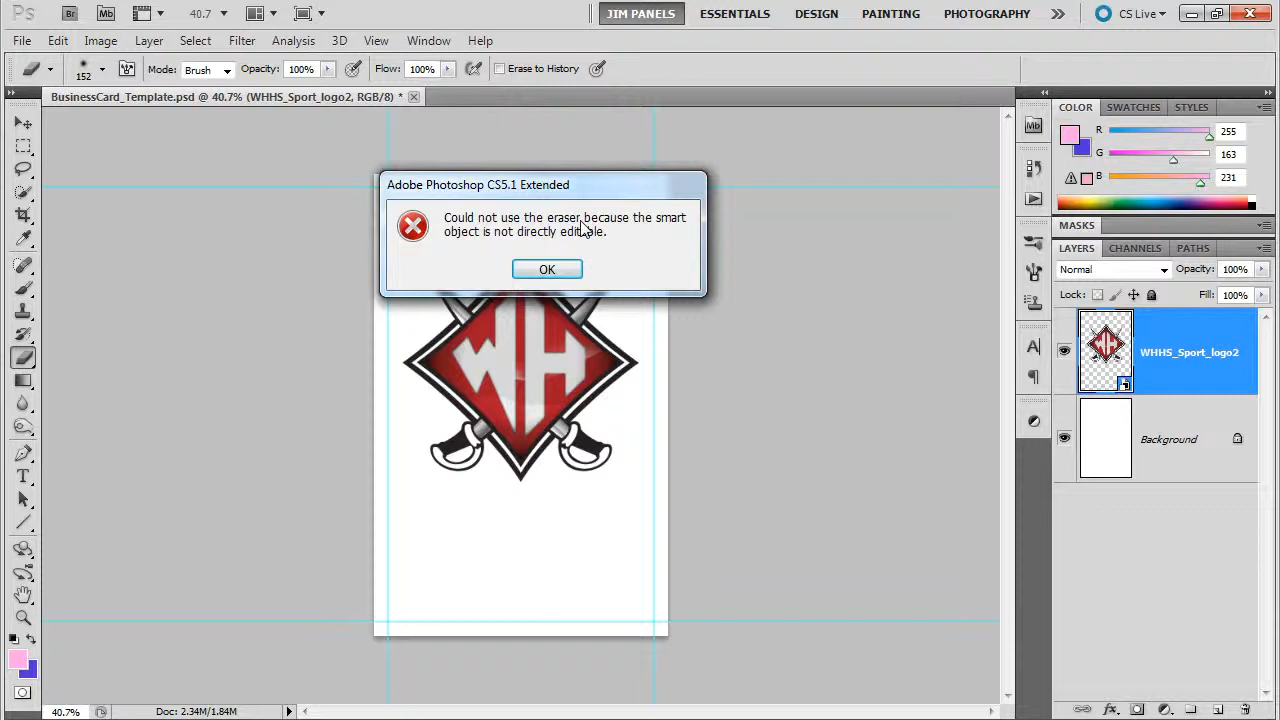 Ps Br Mb 40.7 JIM PANELS ESSENTIALS DESIGN PAINTING PHOTOGRAPHY CS Live
File Edit Image Layer Select Filter Analysis 3D View Window Help
152 Mode: Brush Opacity: 100% Flow: 100% Erase to History
BusinessCard_Template.psd @ 40.7% (WHHS_Sport_logo2, RGB/8) *
Adobe Photoshop CS5.1 Extended
Could not use the eraser because the smart
object is not directly editable.
OK
WH
Mb
COLOR SWATCHES STYLES
R 255
G 163
B 231
MASKS
LAYERS CHANNELS PATHS
Normal Opacity: 100%
Lock: Fill: 100%
WHHS_Sport_logo2
Background
40.7% Doc: 2.34M/1.84M